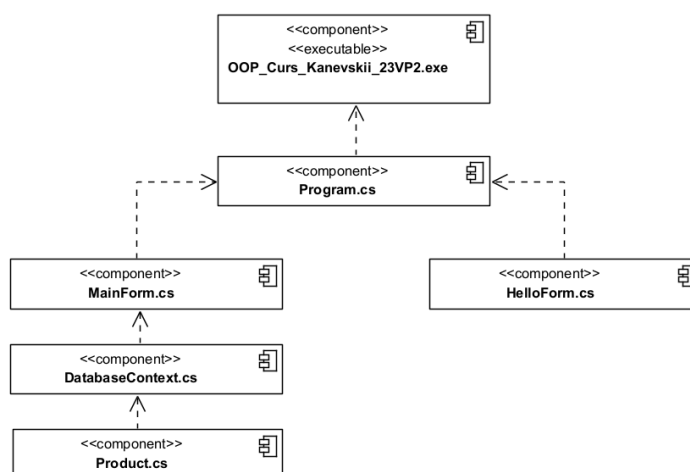 <<component>>
<<executable>>
OOP_Curs_Kanevskii_23VP2.exe
<<component>>
Program.cs
<<component>>
MainForm.cs
<<component>>
HelloForm.cs
<<component>>
DatabaseContext.cs
<<component>>
Product.cs